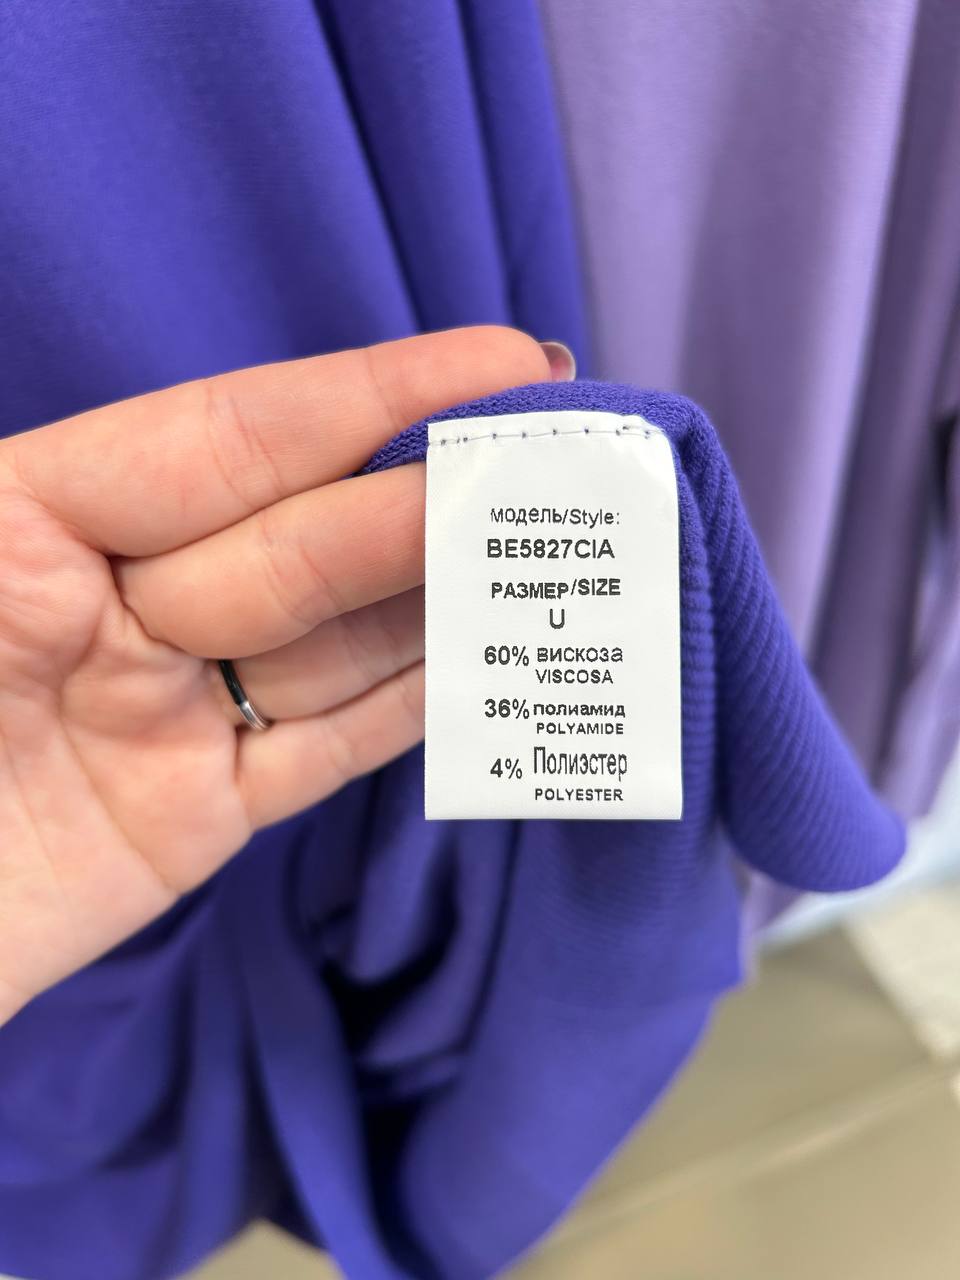 модель/Style:
BE5827CIA
РАЗМЕР/SIZE
U
60% вискоза
VISCOSA
36% полиамид
POLYAMIDE
4% Полиэстер
POLYESTER